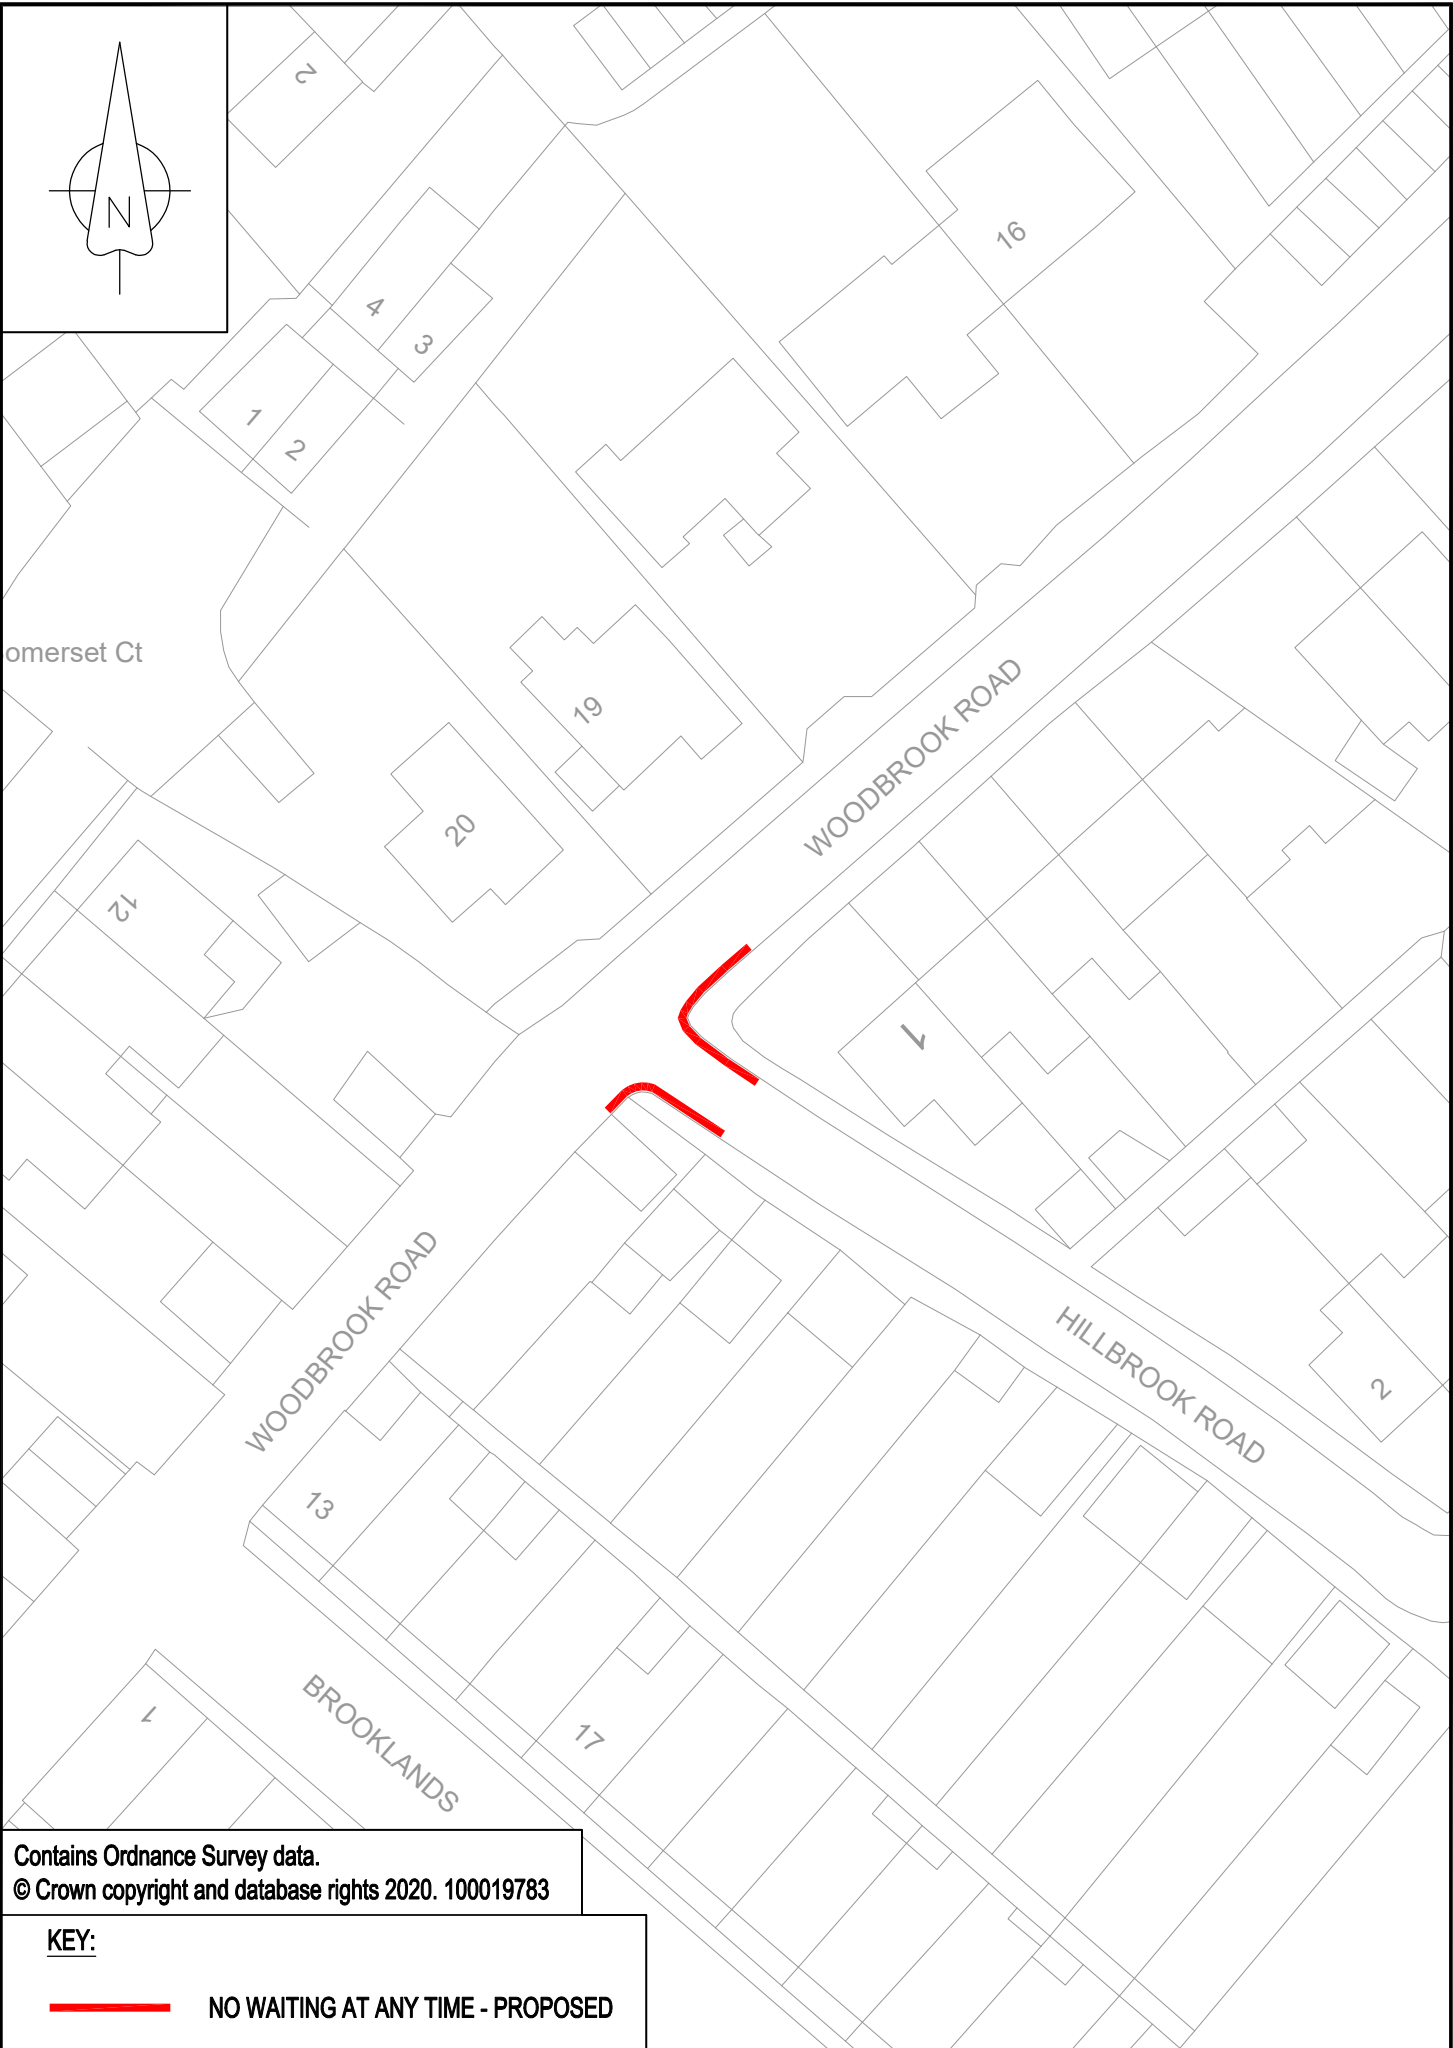 N
2
16
4
3
1
2
omerset Ct
19
WOODBROOK ROAD
20
12
1
WOODBROOK ROAD
HILLBROOK ROAD
2
13
BROOKLANDS
1
17
Contains Ordnance Survey data.
© Crown copyright and database rights 2020. 100019783
KEY:
NO WAITING AT ANY TIME - PROPOSED